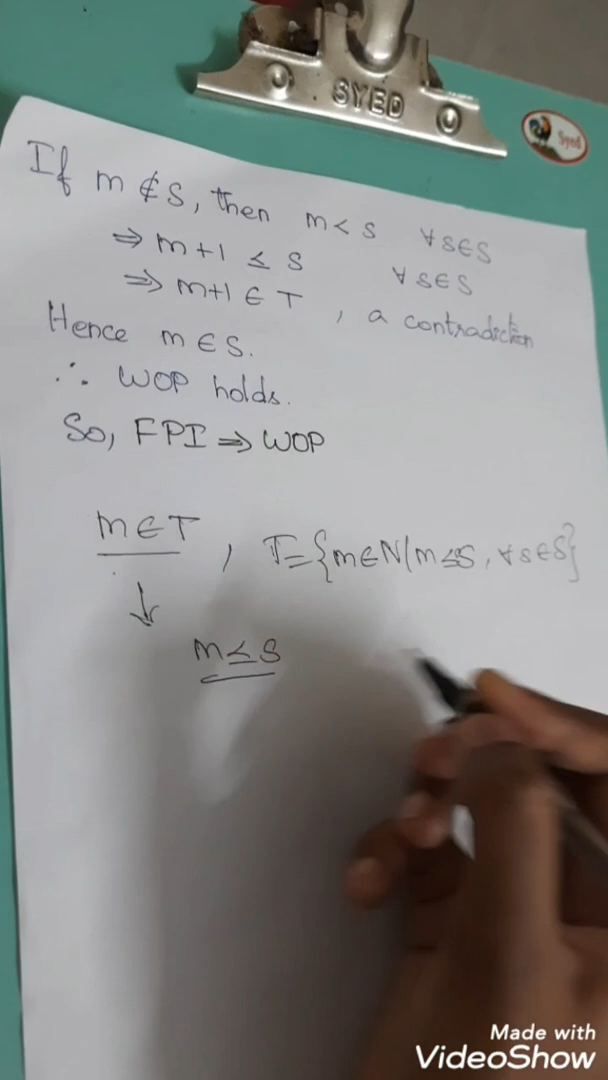 SYED
Syed
If m ∉ S, then m < s ∀ s∈S
⇒ m+1 ≤ s ∀ s∈S
⇒ m+1 ∈ T, a contradiction
Hence m ∈ S.
∴ WOP holds.
So, FPI ⇒ WOP
m∈T, T={m∈N/m≤s, ∀s∈S}
↓
m≤s
Made with
VideoShow